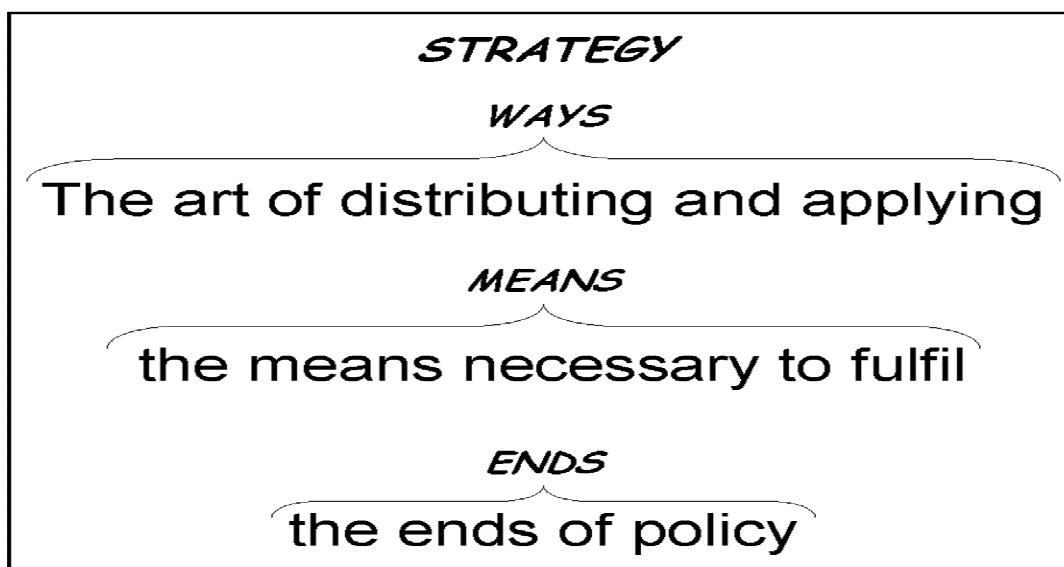 STRATEGY
WAYS
The art of distributing and applying
MEANS
the means necessary to fulfil
ENDS
the ends of policy